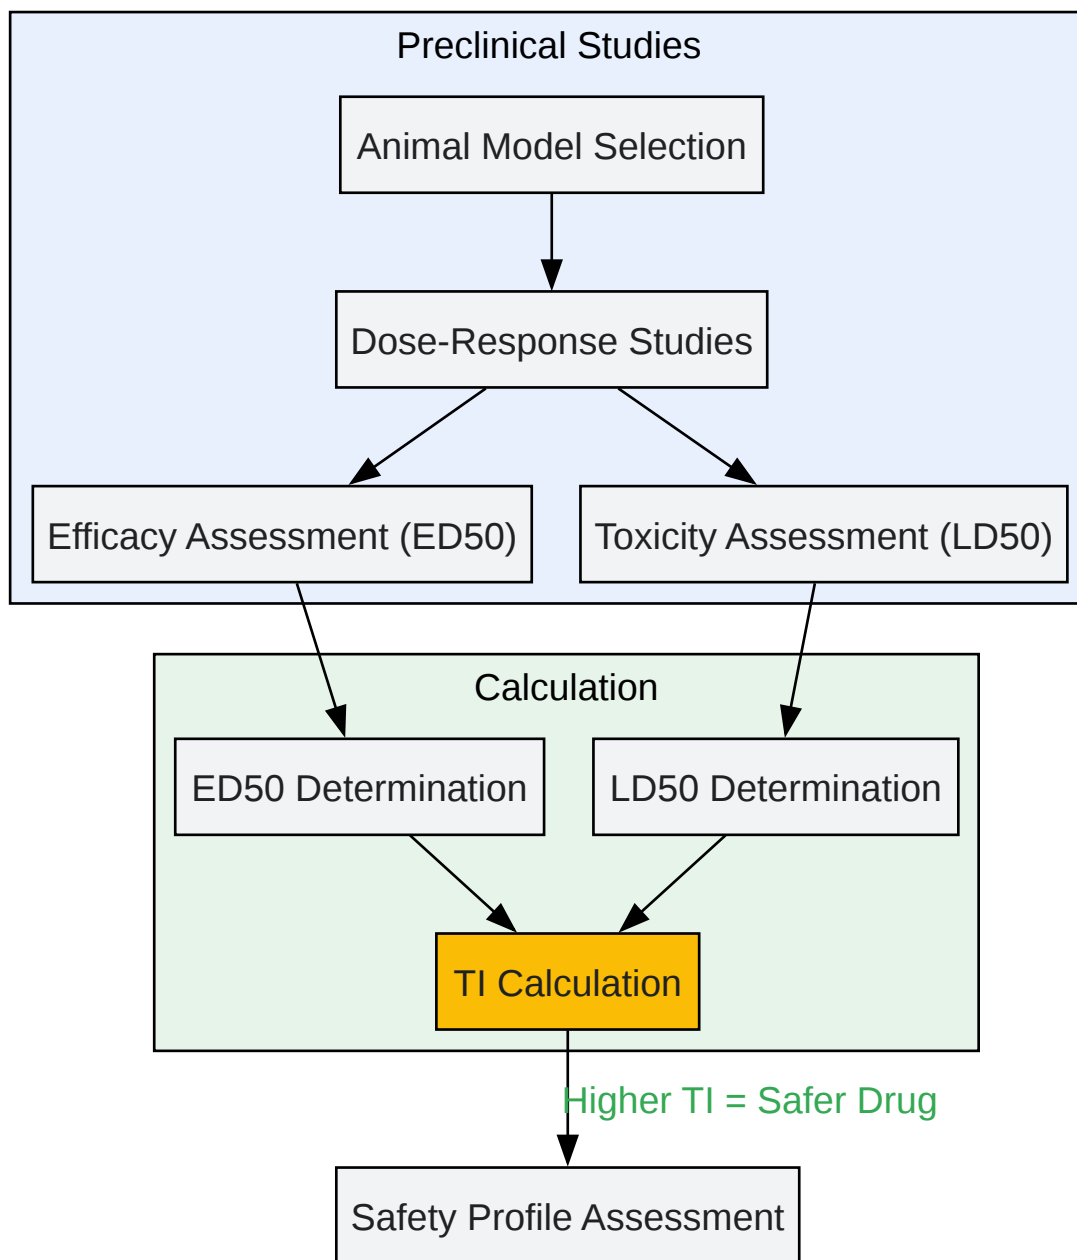 Preclinical Studies
Animal Model Selection
Dose-Response Studies
Efficacy Assessment (ED50)
Toxicity Assessment (LD50)
Calculation
ED50 Determination
LD50 Determination
TI Calculation
Higher TI = Safer Drug
Safety Profile Assessment